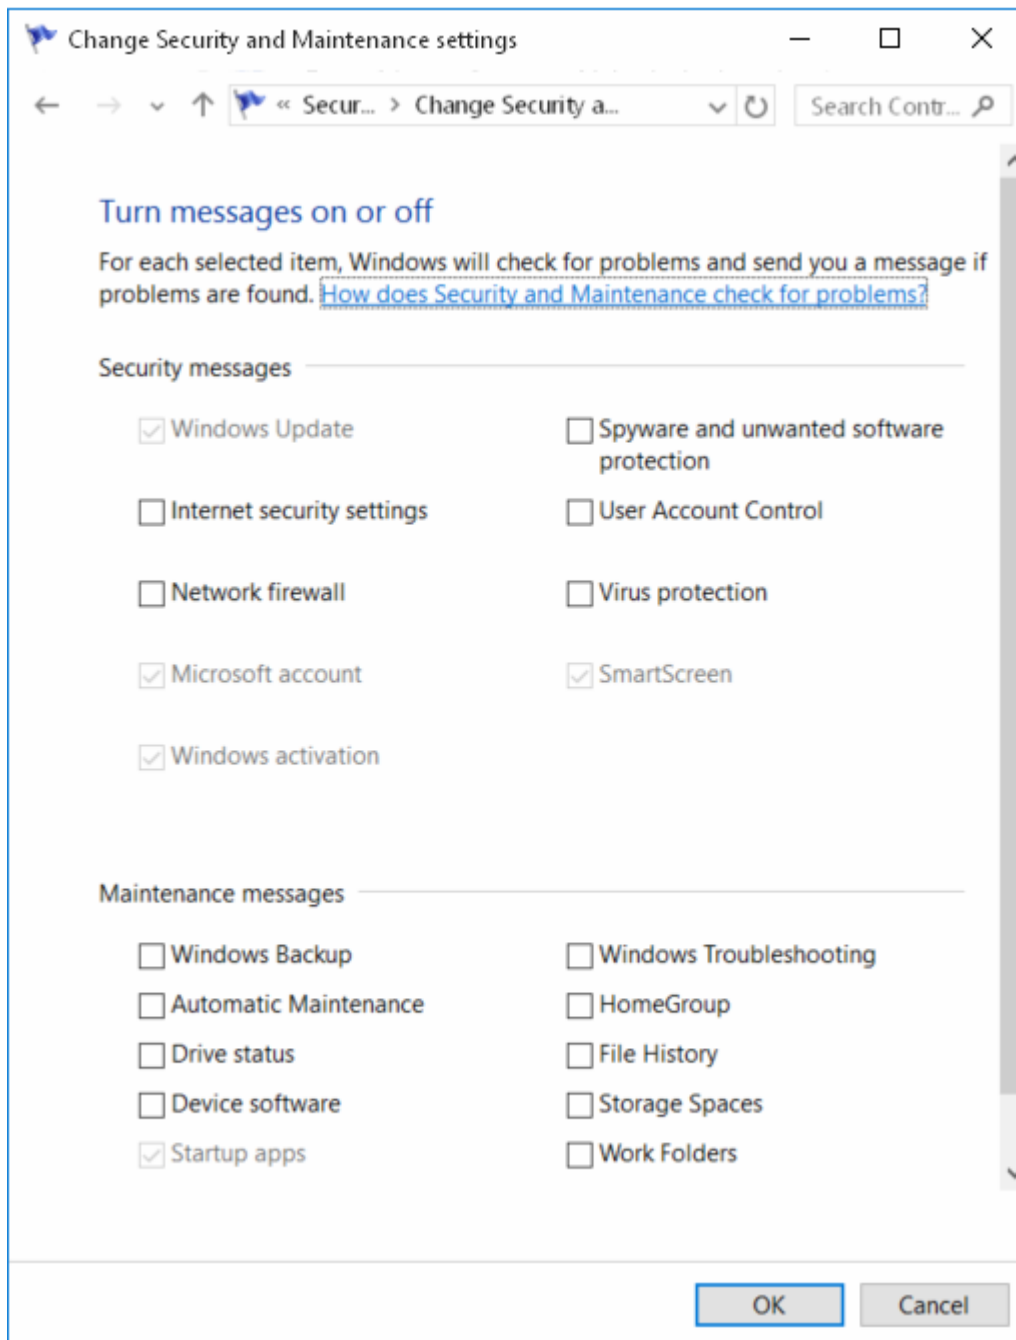 Change Security and Maintenance settings
« Secur... > Change Security a...
Search Contr...
Turn messages on or off
For each selected item, Windows will check for problems and send you a message if
problems are found. How does Security and Maintenance check for problems?
Security messages
Windows Update
Spyware and unwanted software
protection
Internet security settings
User Account Control
Network firewall
Virus protection
Microsoft account
SmartScreen
Windows activation
Maintenance messages
Windows Backup
Windows Troubleshooting
Automatic Maintenance
HomeGroup
Drive status
File History
Device software
Storage Spaces
Startup apps
Work Folders
OK
Cancel